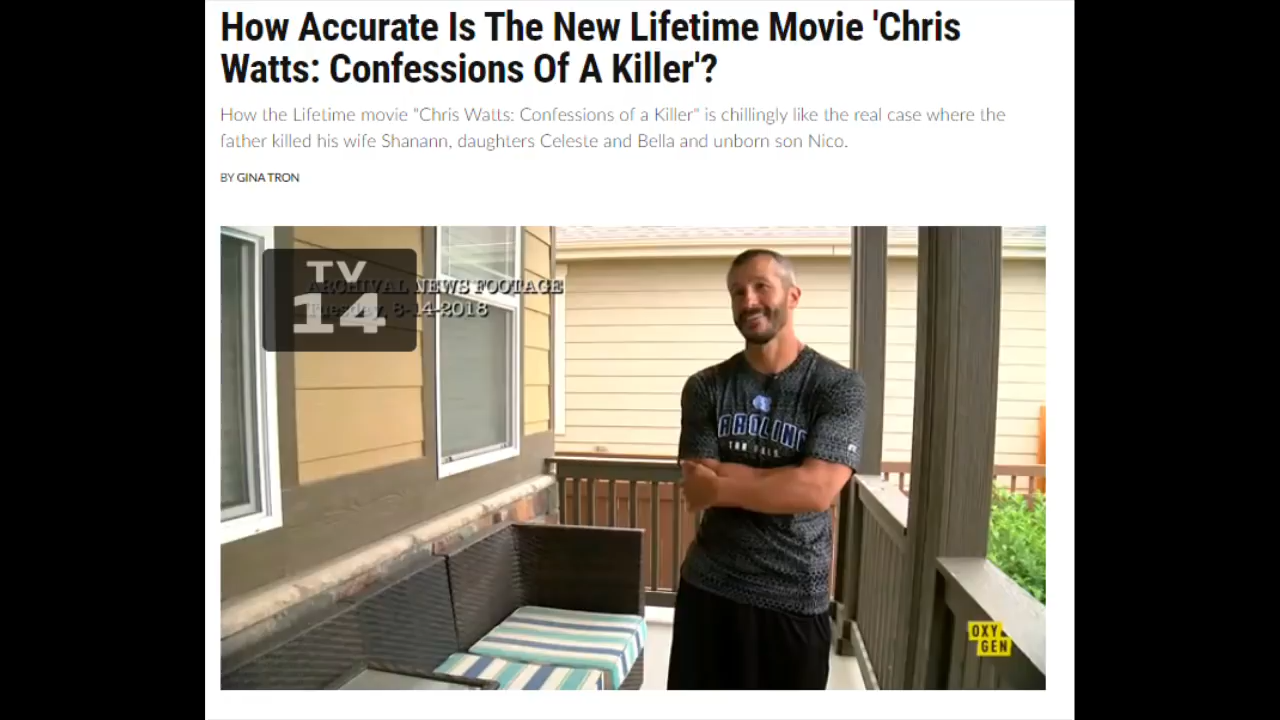 How Accurate Is The New Lifetime Movie 'Chris
Watts: Confessions Of A Killer'?
How the Lifetime movie "Chris Watts: Confessions of a Killer" is chillingly like the real case where the
father killed his wife Shanann, daughters Celeste and Bella and unborn son Nico.
BY GINA TRON
TV
14
ARCHIVAL NEWS FOOTAGE
Tuesday, 8-14-2018
CAROLINA
TAR HEELS
OXY
GEN